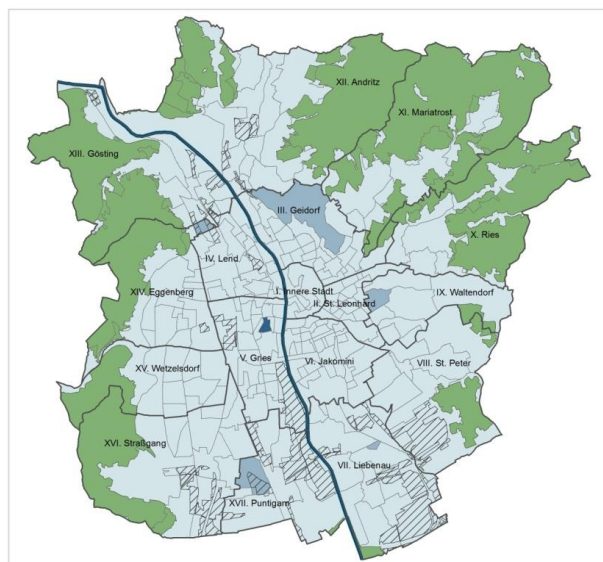 XII. Andritz
XI. Mariatrost
XIII. Gösting
III. Geidorf
X. Ries
IV. Lend
XIV. Eggenberg
I. Innere Stadt
II. St. Leonhard
IX. Waltendorf
V. Gries
VI. Jakomini
VIII. St. Peter
XV. Wetzelsdorf
XVI. Straßgang
VII. Liebenau
XVII. Puntigam